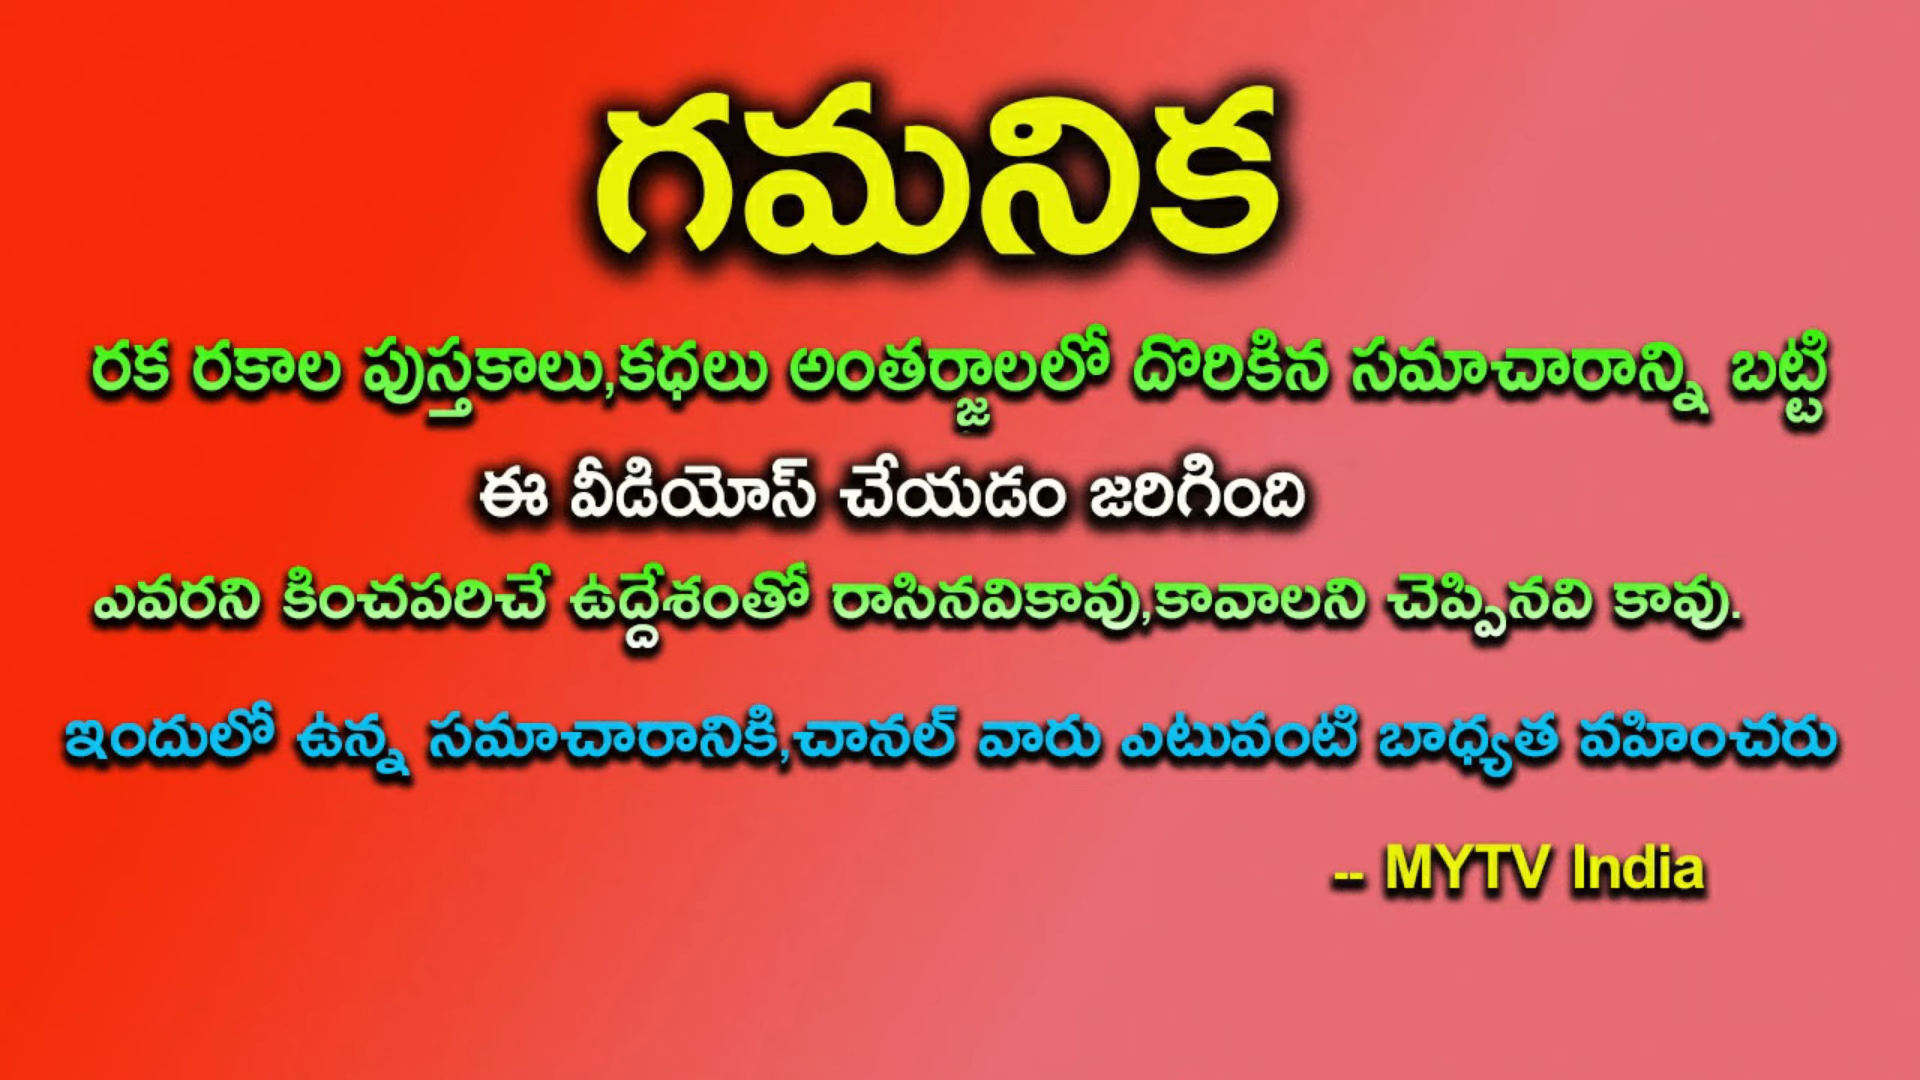 గమనిక
రక రకాల పుస్తకాలు,కధలు అంతర్జాలలో దొరికిన సమాచారాన్ని బట్టి
ఈ వీడియోస్ చేయడం జరిగింది
ఎవరని కించపరిచే ఉద్దేశంతో రాసినవికావు,కావాలని చెప్పినవి కావు.
ఇందులో ఉన్న సమాచారానికి,చానల్ వారు ఎటువంటి బాధ్యత వహించరు
-- MYTV India